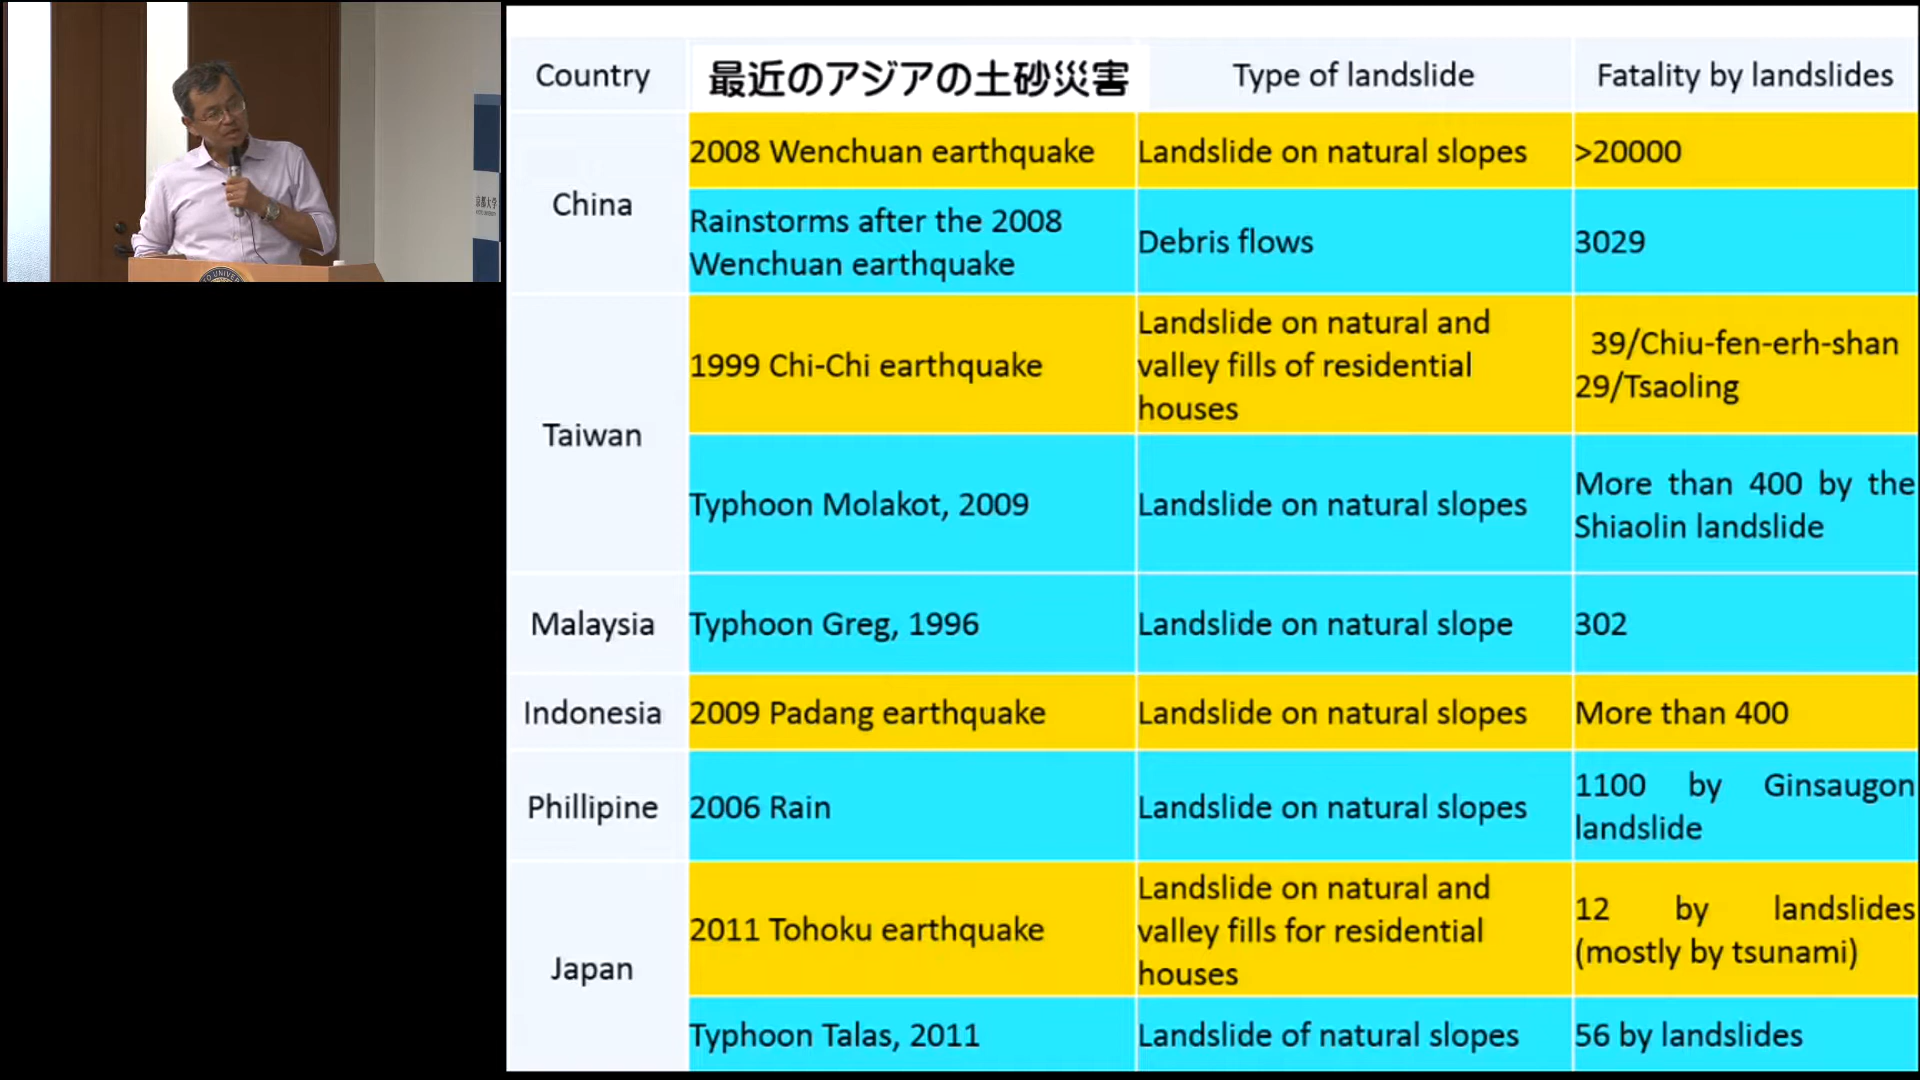 Country 最近のアジアの土砂災害 Type of landslide Fatality by landslides
China
2008 Wenchuan earthquake
Landslide on natural slopes
>20000
Rainstorms after the 2008
Wenchuan earthquake
Debris flows
3029
Taiwan
1999 Chi-Chi earthquake
Landslide on natural and
valley fills of residential
houses
39/Chiu-fen-erh-shan
29/Tsaoling
Typhoon Molakot, 2009
Landslide on natural slopes
More than 400 by the
Shiaolin landslide
Malaysia
Typhoon Greg, 1996
Landslide on natural slope
302
Indonesia
2009 Padang earthquake
Landslide on natural slopes
More than 400
Phillipine
2006 Rain
Landslide on natural slopes
1100 by Ginsaugon
landslide
Japan
2011 Tohoku earthquake
Landslide on natural and
valley fills for residential
houses
12 by landslides
(mostly by tsunami)
Typhoon Talas, 2011
Landslide of natural slopes
56 by landslides
京都大学